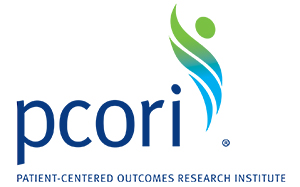 pcori
®
PATIENT-CENTERED OUTCOMES RESEARCH INSTITUTE